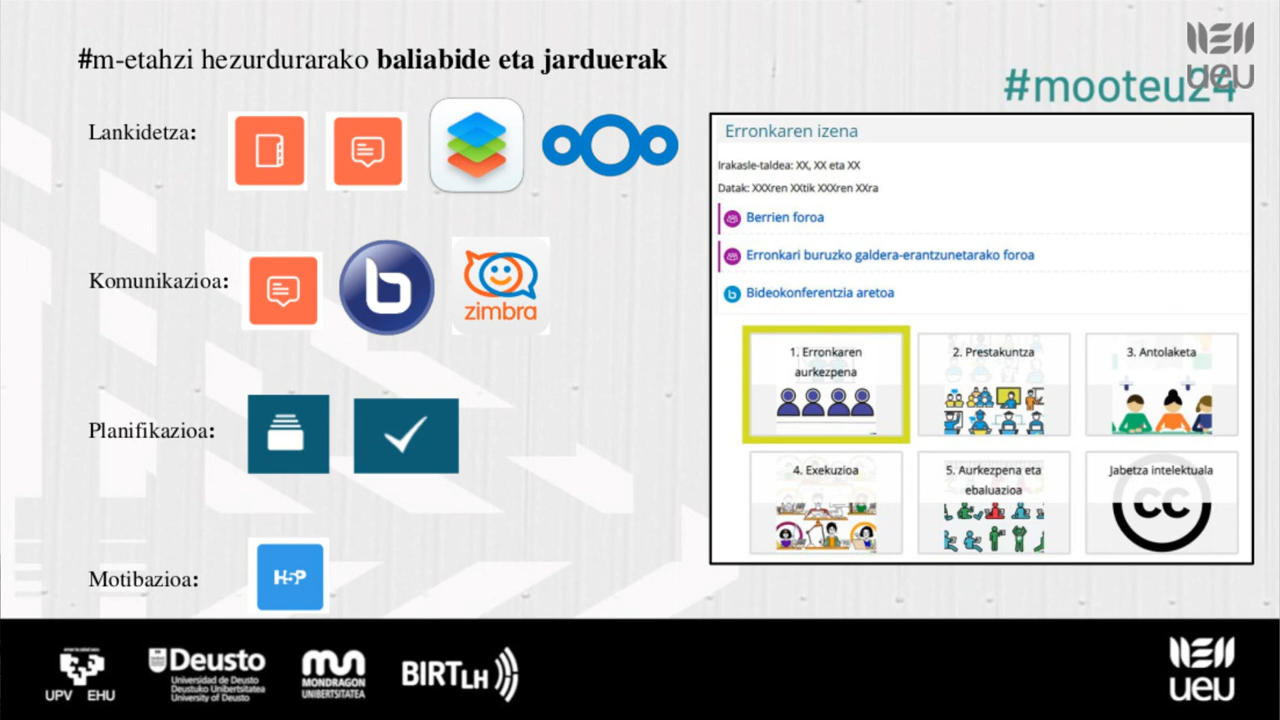 #m-etahzi hezurdurarako baliabide eta jarduerak
ueu
#mooteu24
Lankidetza:
Komunikazioa:
zimbra
Planifikazioa:
Motibazioa:
H5P
Erronkaren izena
Irakasle-taldea: XX, XX eta XX
Datak: XXXren XXtik XXXren XXra
Berrien foroa
Erronkari buruzko galdera-erantzunetarako foroa
Bideokonferentzia aretoa
1. Erronkaren
aurkezpena
2. Prestakuntza
3. Antolaketa
4. Exekuzioa
5. Aurkezpena eta
ebaluazioa
Jabetza intelektuala
cc
UPV EHU
Deusto
Universidad de Deusto
Deustuko Unibertsitatea
University of Deusto
MONDRAGON
UNIBERTSITATEA
BIRTLH
ueu